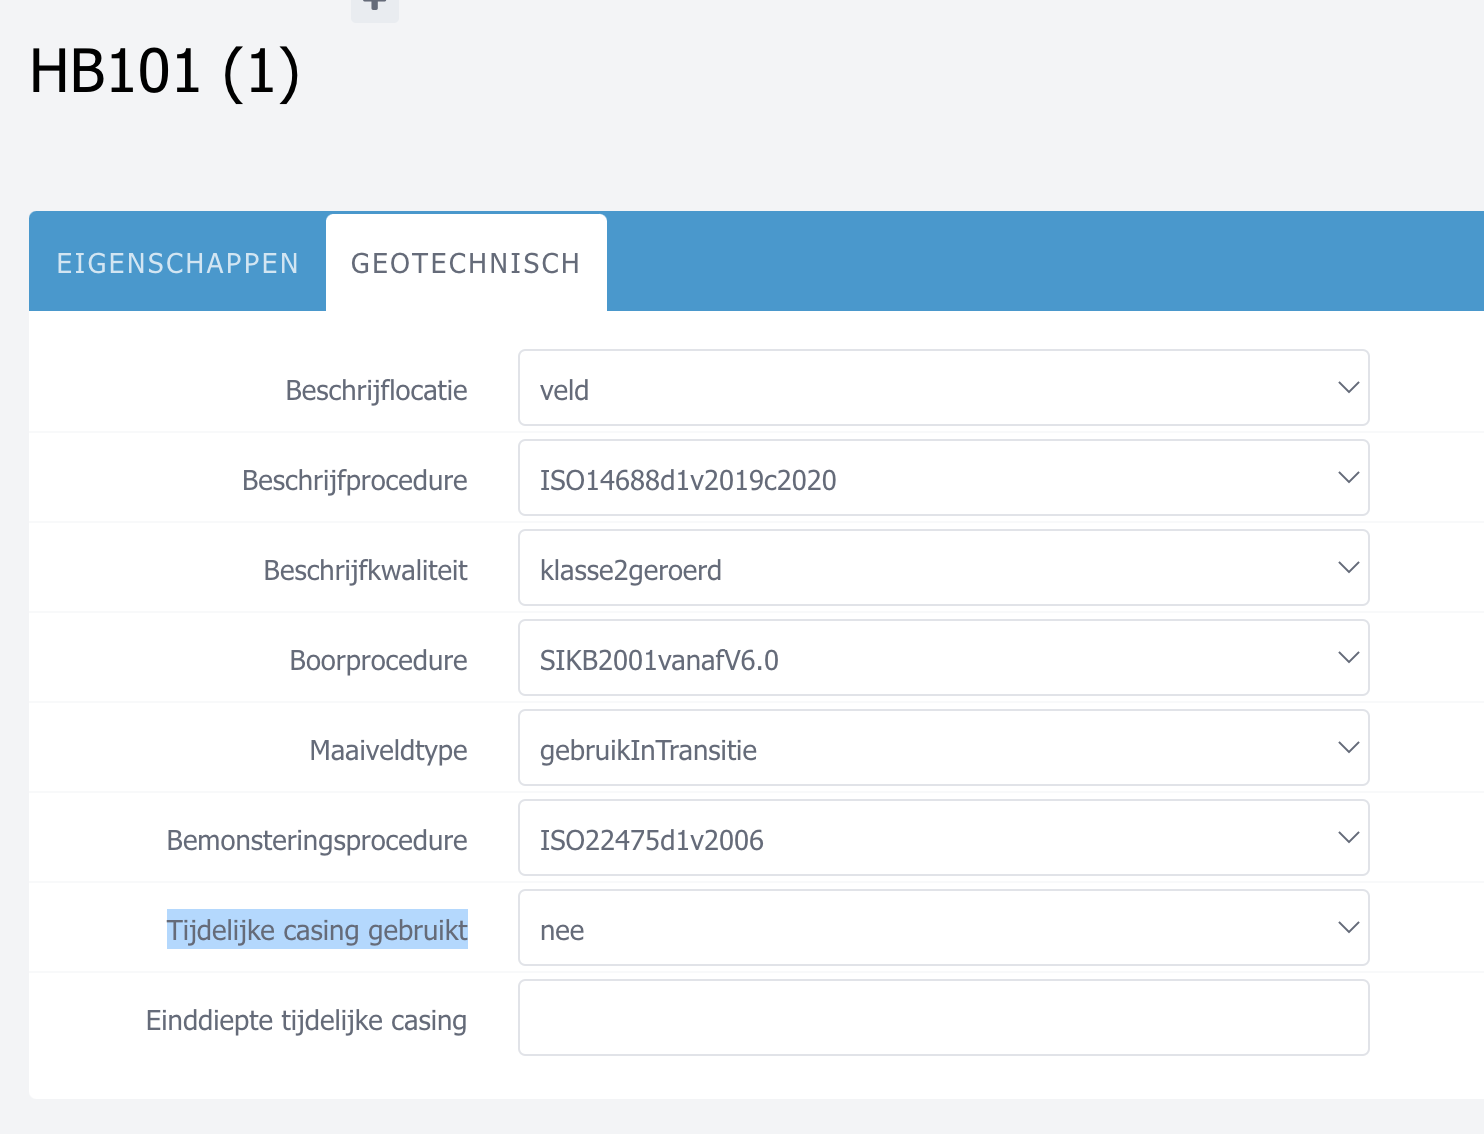 HB101 (1)
EIGENSCHAPPEN GEOTECHNISCH
Beschrijflocatie veld
Beschrijfprocedure ISO14688d1v2019c2020
Beschrijfkwaliteit klasse2geroerd
Boorprocedure SIKB2001vanafV6.0
Maaiveldtype gebruikInTransitie
Bemonsteringsprocedure ISO22475d1v2006
Tijdelijke casing gebruikt nee
Einddiepte tijdelijke casing